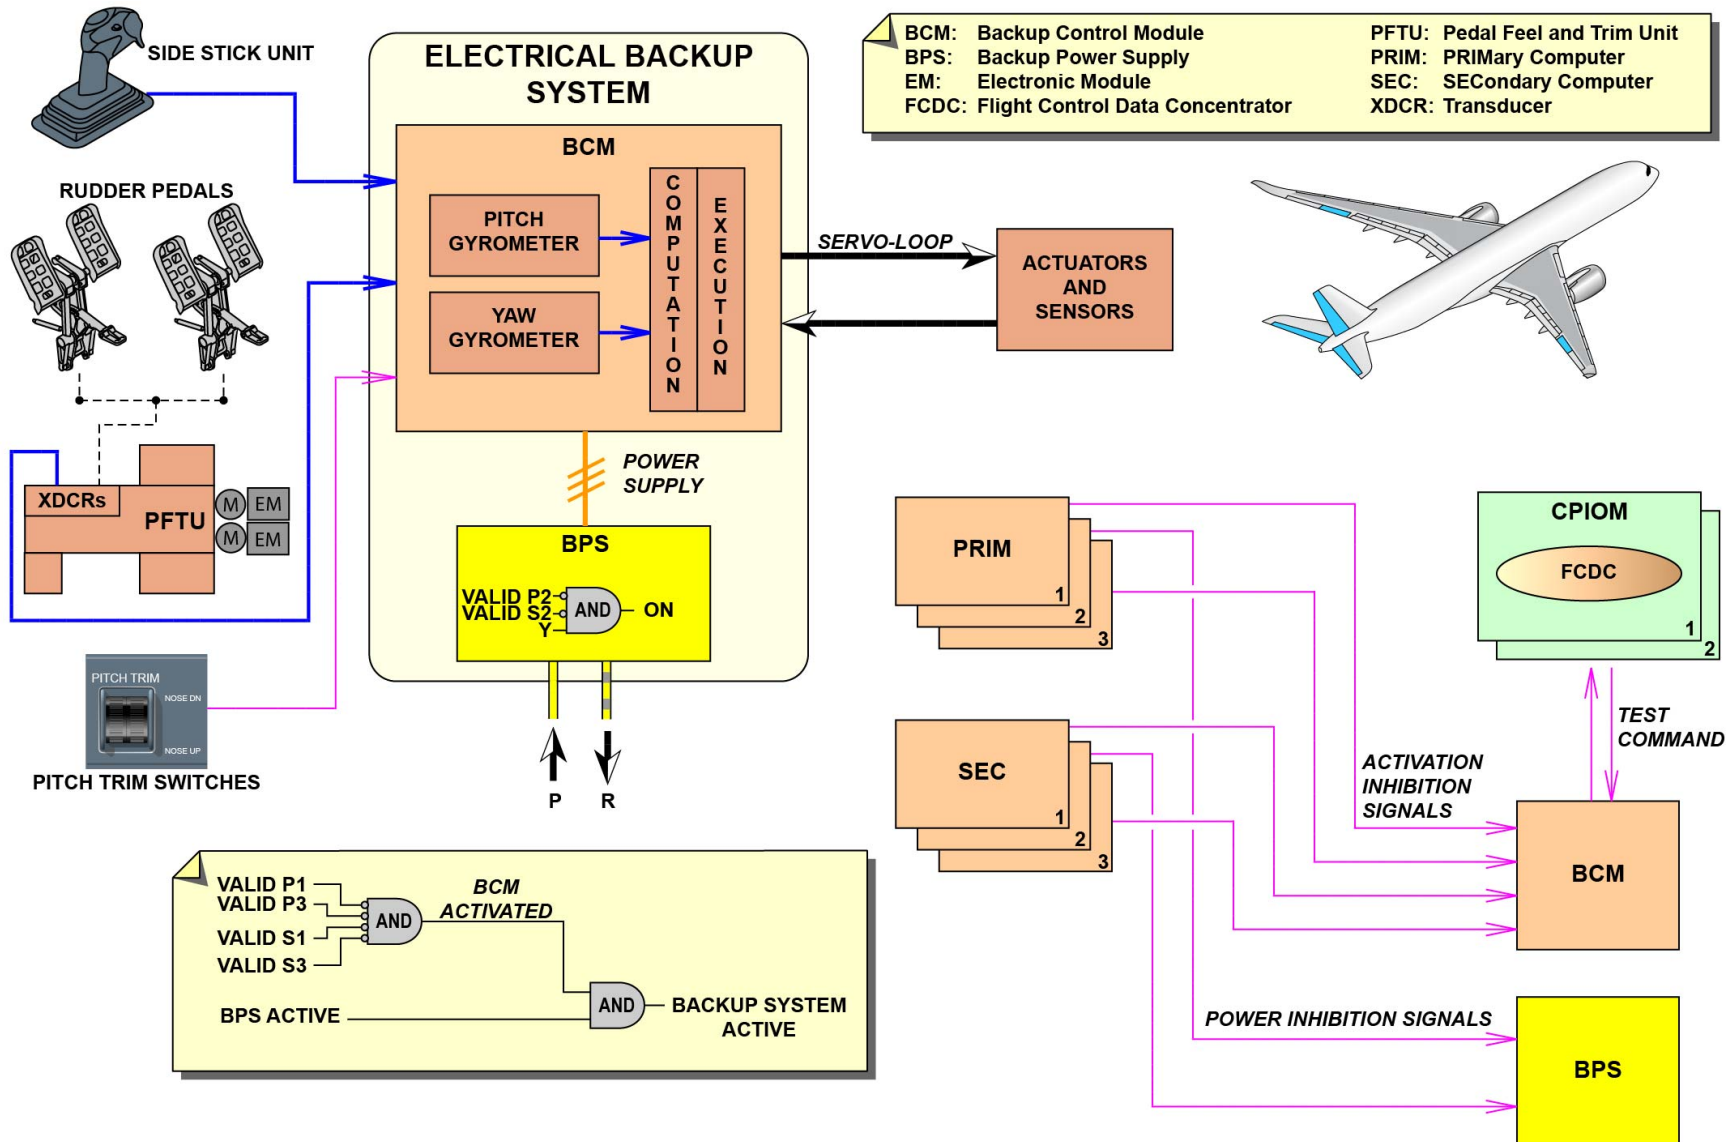 SIDE STICK UNIT
RUDDER PEDALS
XDCRs
PFTU
M
EM
M
EM
PITCH TRIM
NOSE DN
NOSE UP
PITCH TRIM SWITCHES
ELECTRICAL BACKUP
SYSTEM
BCM
PITCH
GYROMETER
YAW
GYROMETER
COMPUTATION
EXECUTION
POWER
SUPPLY
BPS
VALID P2
VALID S2
Y
AND
ON
P
R
SERVO-LOOP
ACTUATORS
AND
SENSORS
BCM: Backup Control Module
BPS: Backup Power Supply
EM: Electronic Module
FCDC: Flight Control Data Concentrator
PFTU: Pedal Feel and Trim Unit
PRIM: PRIMary Computer
SEC: SECondary Computer
XDCR: Transducer
PRIM
1
2
3
SEC
1
2
3
CPIOM
FCDC
1
2
TEST
COMMAND
ACTIVATION
INHIBITION
SIGNALS
BCM
POWER INHIBITION SIGNALS
BPS
VALID P1
VALID P3
VALID S1
VALID S3
AND
BCM
ACTIVATED
BPS ACTIVE
AND
BACKUP SYSTEM
ACTIVE